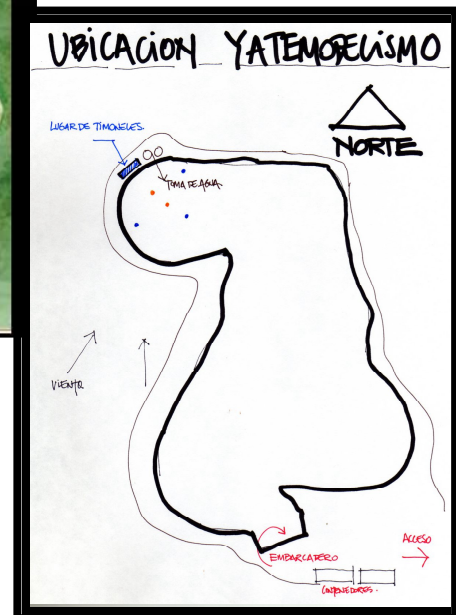 UBICACION YATEMODELISMO
NORTE
LUGAR DE TIMONELES.
TOMA DE AGUA.
VIENTO
ACCESO
EMBARCADERO
CONTENEDORES.